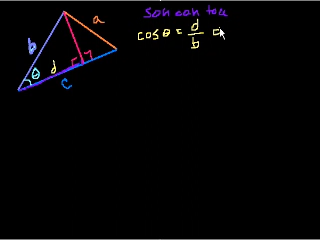 Soh cah toa
cos θ = d/b
a
b
θ
d
c